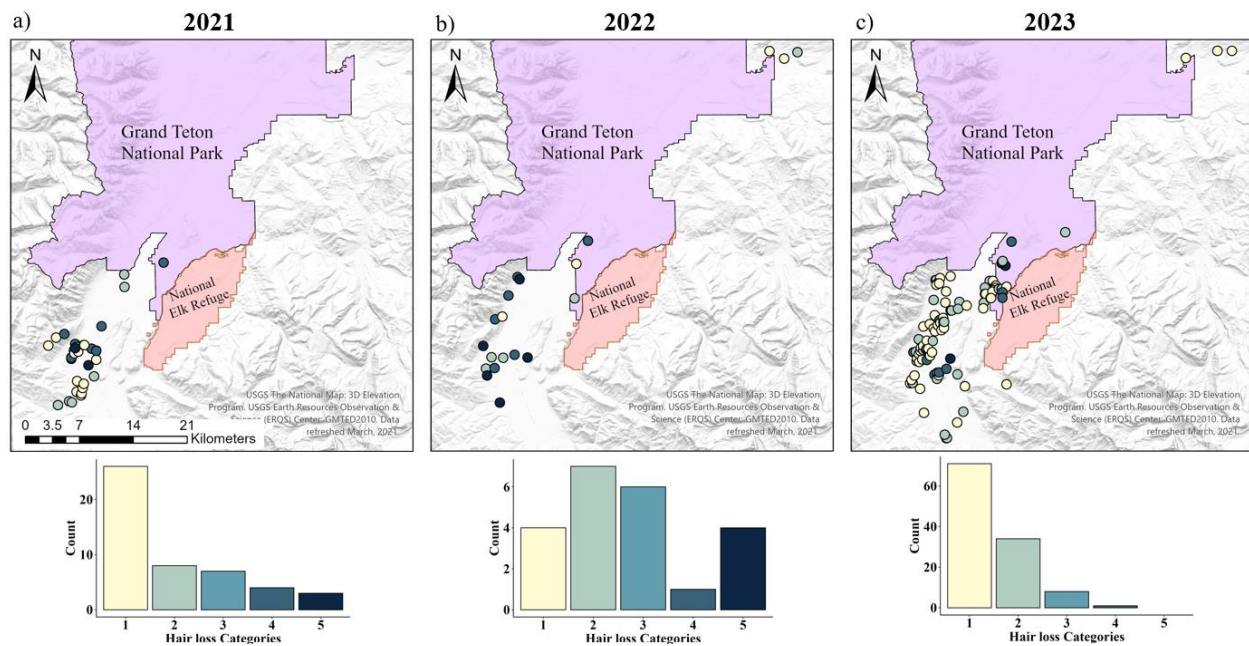 a)
2021
N
Grand Teton
National Park
National
Elk Refuge
USGS The National Map: 3D Elevation
Program. USGS Earth Resources Observation &
Science (EROS) Center: GMTED2010. Data
refreshed March, 2021.
0 3.5 7 14 21
Kilometers
b)
2022
N
Grand Teton
National Park
National
Elk Refuge
USGS The National Map: 3D Elevation
Program. USGS Earth Resources Observation &
Science (EROS) Center: GMTED2010. Data
refreshed March, 2021.
c)
2023
N
Grand Teton
National Park
National
Elk Refuge
USGS The National Map: 3D Elevation
Program. USGS Earth Resources Observation &
Science (EROS) Center: GMTED2010. Data
refreshed March, 2021.
Count
20
10
0
1 2 3 4 5
Hair loss Categories
Count
6
4
2
0
1 2 3 4 5
Hair loss Categories
Count
60
40
20
0
1 2 3 4 5
Hair loss Categories